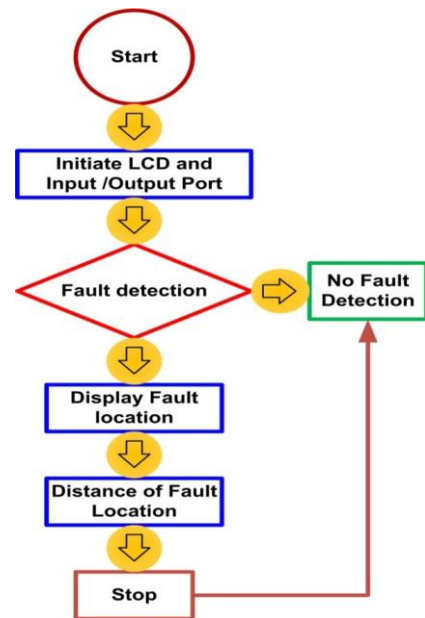 Start
Initiate LCD and
Input /Output Port
Fault detection
No Fault
Detection
Display Fault
location
Distance of Fault
Location
Stop